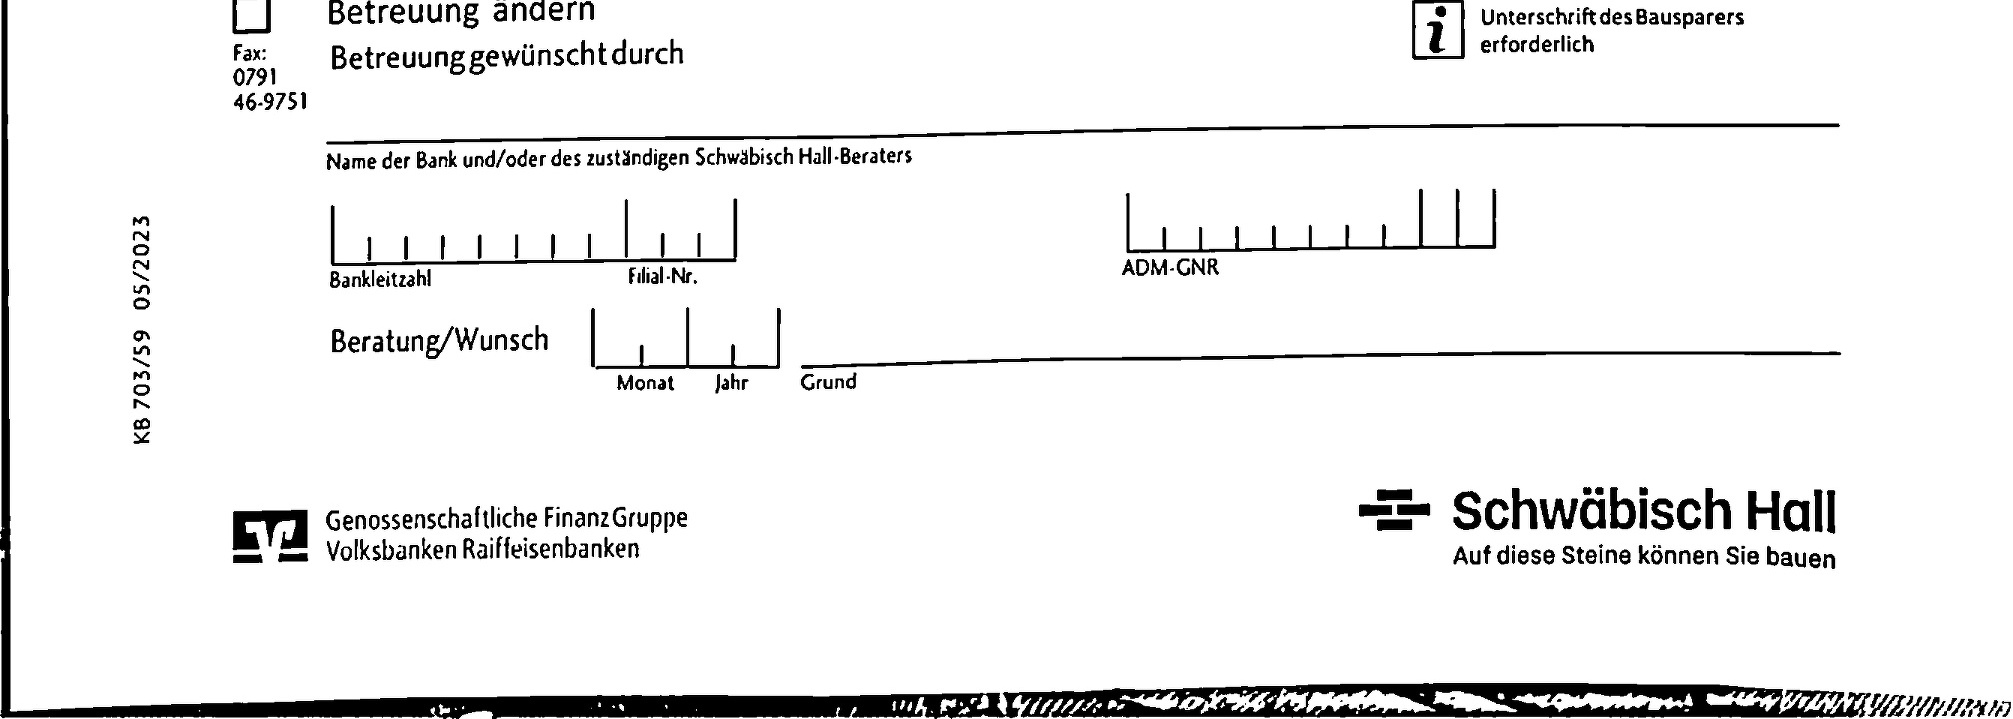 Betreuung ändern
Unterschrift des Bausparers
erforderlich
Fax:
0791
46-9751
Betreuung gewünscht durch
Name der Bank und/oder des zuständigen Schwäbisch Hall-Beraters
Bankleitzahl Filial-Nr. ADM-GNR
Beratung/Wunsch
Monat Jahr Grund
KB 703/59 05/2023
Genossenschaftliche FinanzGruppe
Volksbanken Raiffeisenbanken
Schwäbisch Hall
Auf diese Steine können Sie bauen